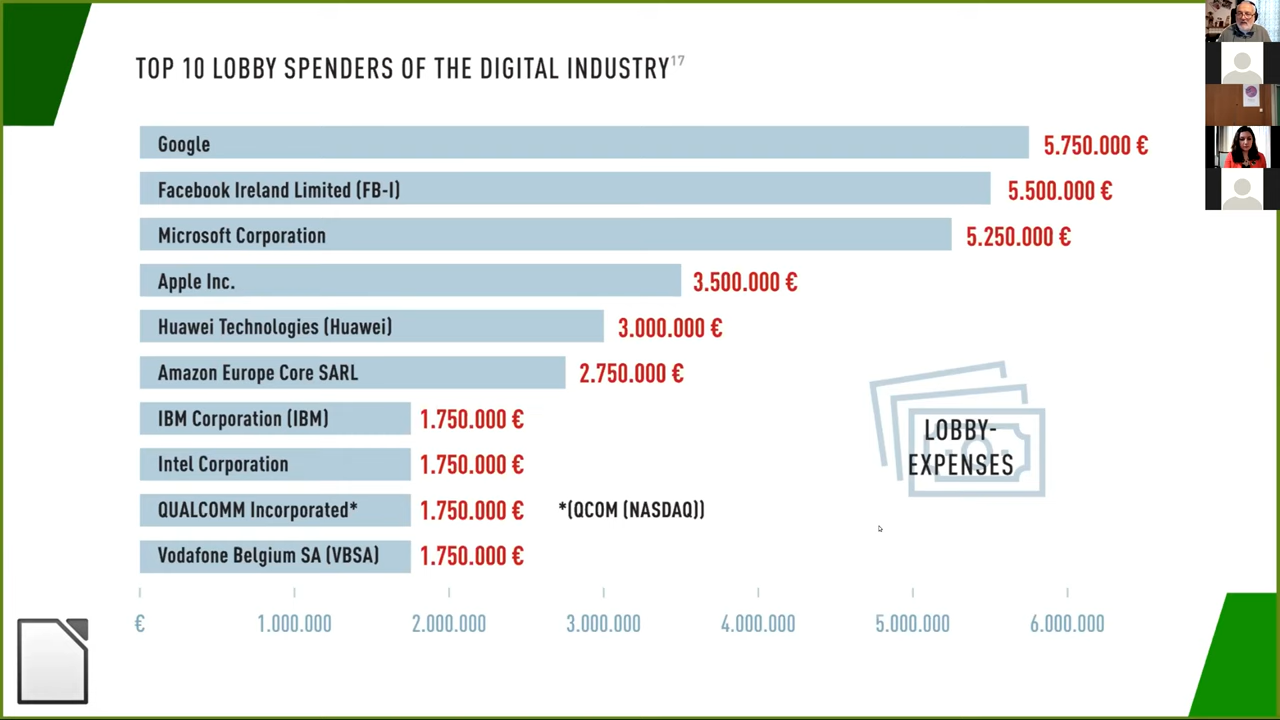 TOP 10 LOBBY SPENDERS OF THE DIGITAL INDUSTRY17
Google 5.750.000 €
Facebook Ireland Limited (FB-I) 5.500.000 €
Microsoft Corporation 5.250.000 €
Apple Inc. 3.500.000 €
Huawei Technologies (Huawei) 3.000.000 €
Amazon Europe Core SARL 2.750.000 €
IBM Corporation (IBM) 1.750.000 €
Intel Corporation 1.750.000 €
QUALCOMM Incorporated* 1.750.000 € *(QCOM (NASDAQ))
Vodafone Belgium SA (VBSA) 1.750.000 €
LOBBY-
EXPENSES
€ 1.000.000 2.000.000 3.000.000 4.000.000 5.000.000 6.000.000